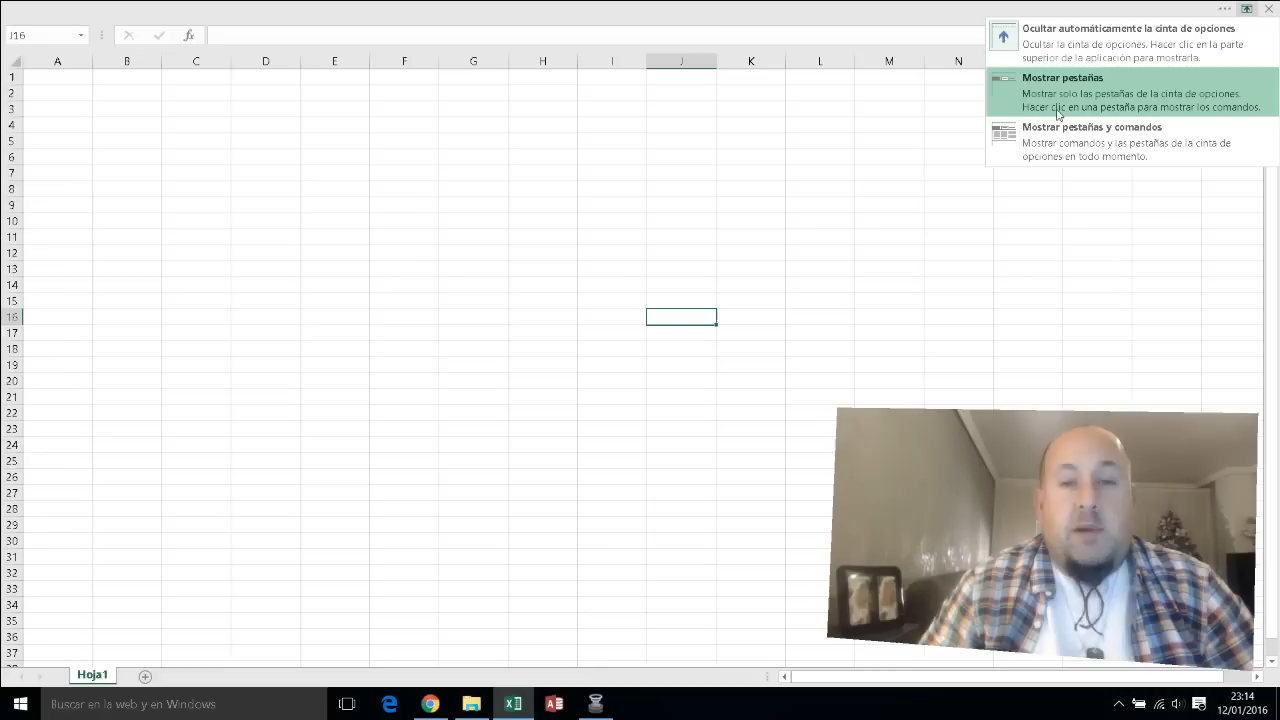 J16
fx
Ocultar automáticamente la cinta de opciones
Ocultar la cinta de opciones. Hacer clic en la parte
superior de la aplicación para mostrarla.
Mostrar pestañas
Mostrar solo las pestañas de la cinta de opciones.
Hacer clic en una pestaña para mostrar los comandos.
Mostrar pestañas y comandos
Mostrar comandos y las pestañas de la cinta de
opciones en todo momento.
A B C D E F G H I J K L M N
1
2
3
4
5
6
7
8
9
10
11
12
13
14
15
16
17
18
19
20
21
22
23
24
25
26
27
28
29
30
31
32
33
34
35
36
37
Hoja1
Buscar en la web y en Windows
23:14
12/01/2016